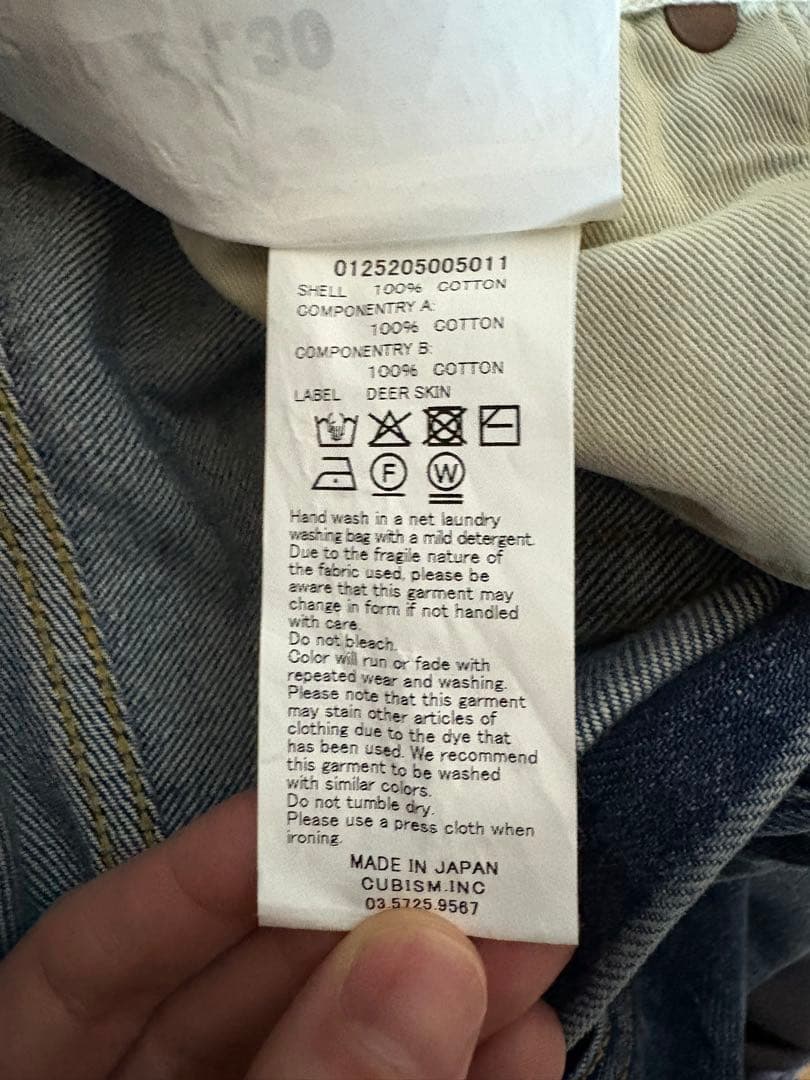 30
0125205005011
SHELL 100% COTTON
COMPONENTRY A:
100% COTTON
COMPONENTRY B:
100% COTTON
LABEL DEER SKIN
F W
Hand wash in a net laundry
washing bag with a mild detergent.
Due to the fragile nature of
the fabric used, please be
aware that this garment may
change in form if not handled
with care.
Do not bleach.
Color will run or fade with
repeated wear and washing.
Please note that this garment
may stain other articles of
clothing due to the dye that
has been used. We recommend
this garment to be washed
with similar colors.
Do not tumble dry.
Please use a press cloth when
ironing.
MADE IN JAPAN
CUBISM.INC
03.5725.9567